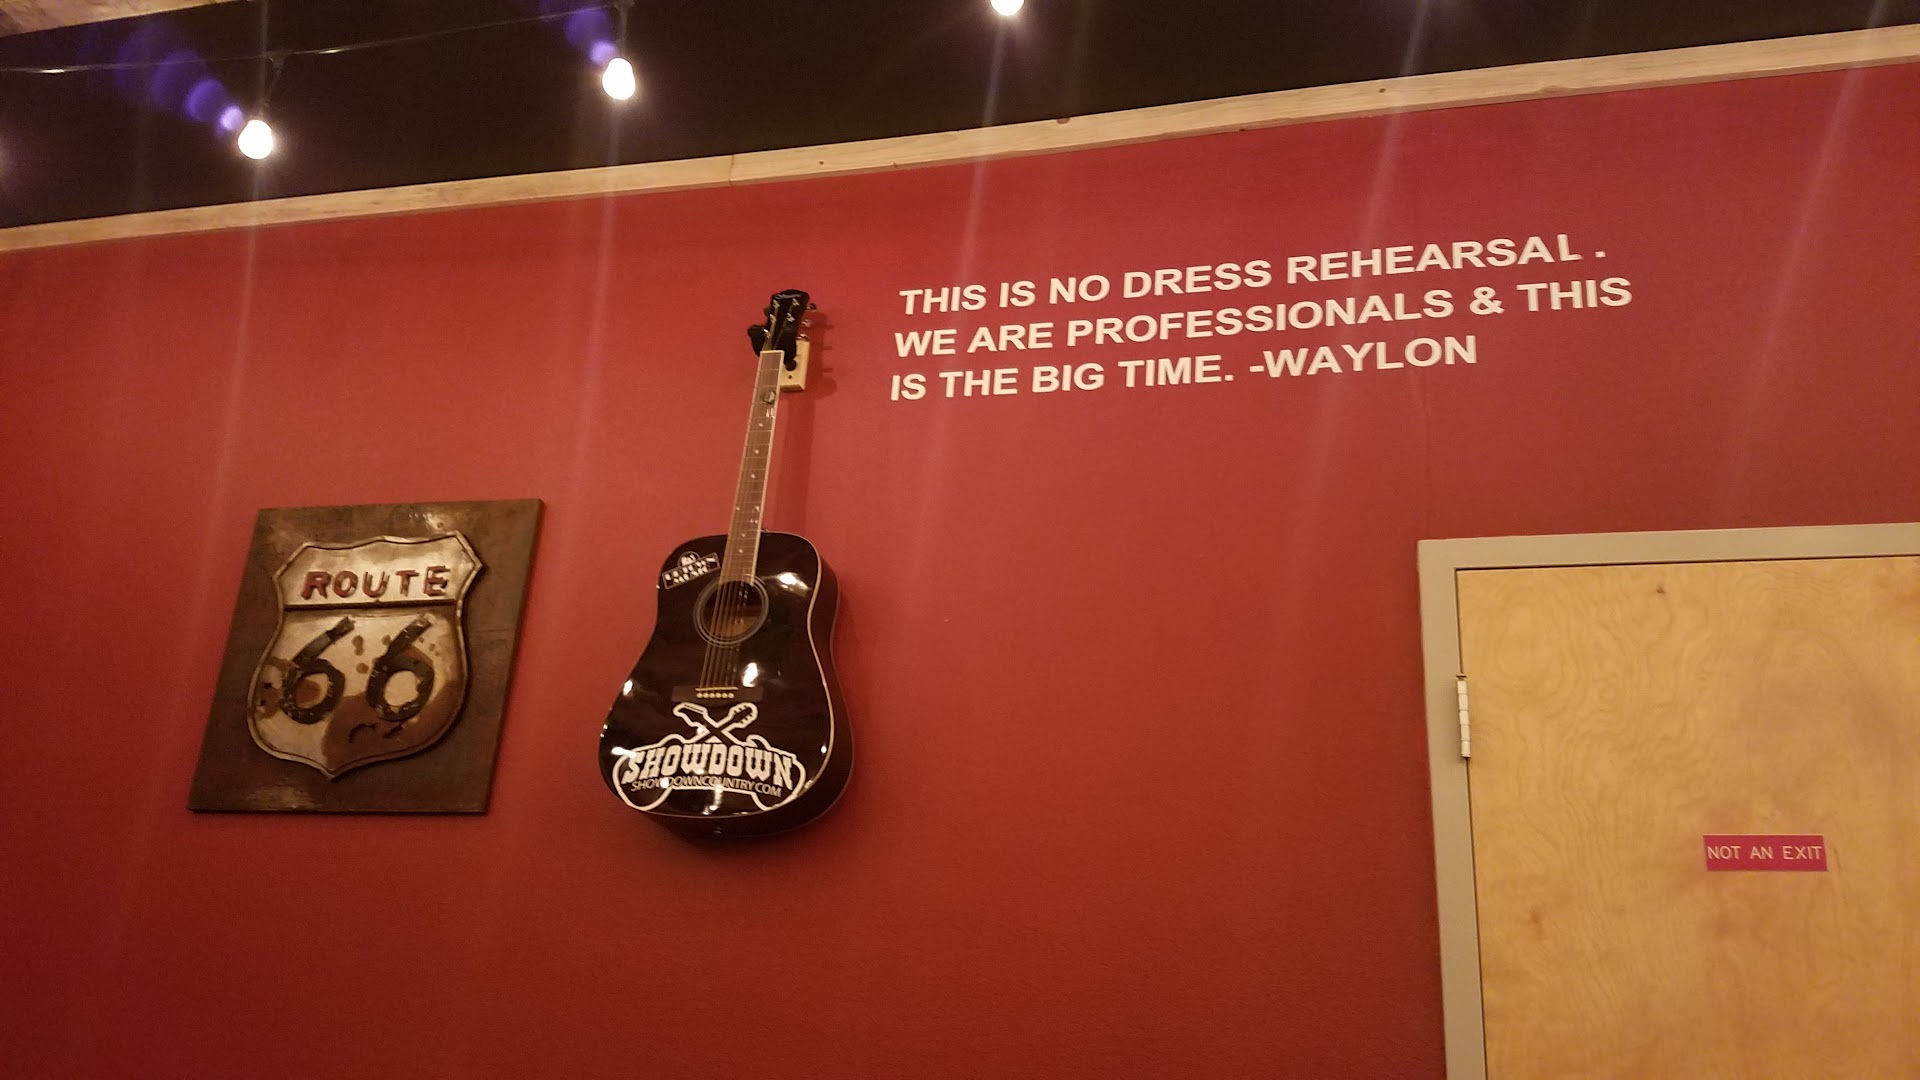 THIS IS NO DRESS REHEARSAL .
WE ARE PROFESSIONALS & THIS
IS THE BIG TIME. -WAYLON
ROUTE
66
SHOWDOWN
SHOWDOWNCOUNTRY.COM
NOT AN EXIT